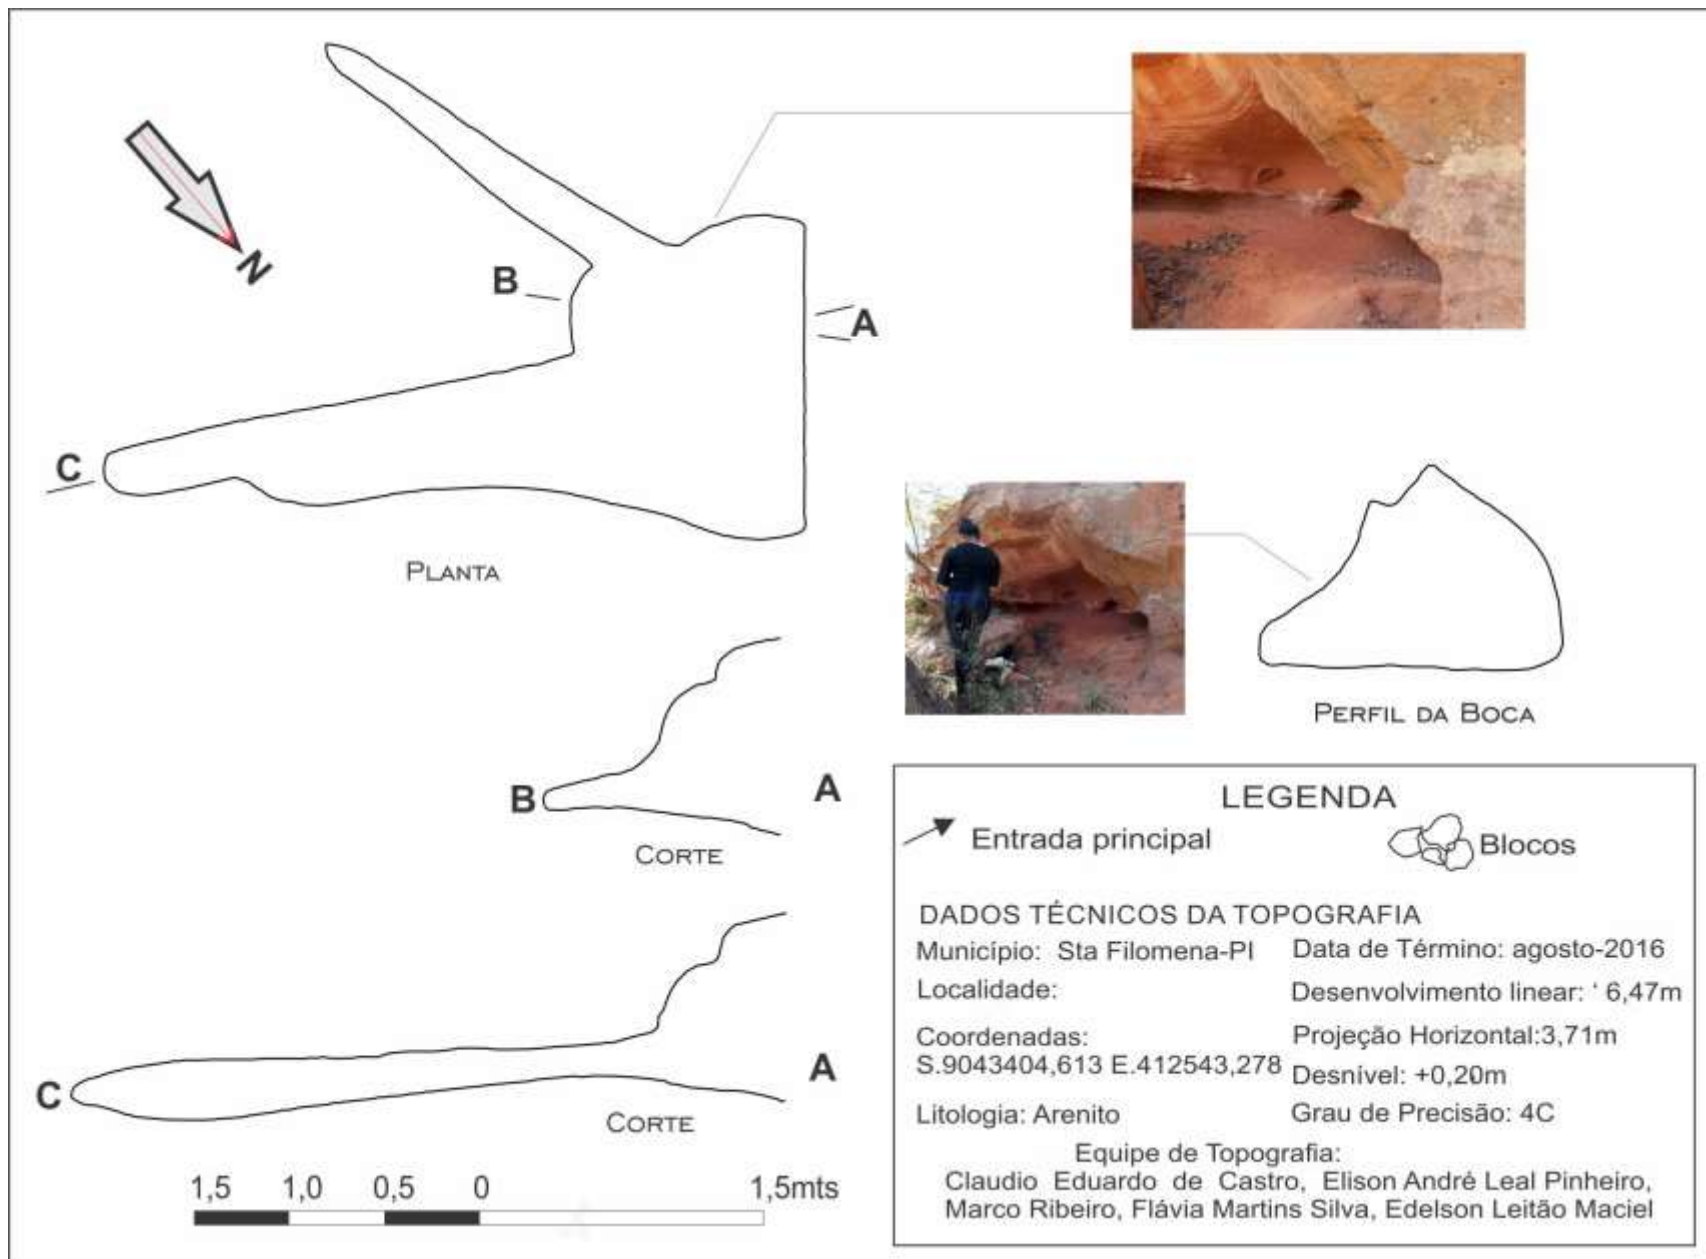 N
B
A
C
PLANTA
PERFIL DA BOCA
B
A
CORTE
C
A
CORTE
1,5 1,0 0,5 0 1,5mts
LEGENDA
Entrada principal
Blocos
DADOS TÉCNICOS DA TOPOGRAFIA
Município: Sta Filomena-PI
Data de Término: agosto-2016
Localidade:
Desenvolvimento linear: ‘ 6,47m
Coordenadas:
S.9043404,613 E.412543,278
Projeção Horizontal:3,71m
Desnível: +0,20m
Litologia: Arenito
Grau de Precisão: 4C
Equipe de Topografia:
Claudio Eduardo de Castro, Elison André Leal Pinheiro,
Marco Ribeiro, Flávia Martins Silva, Edelson Leitão Maciel